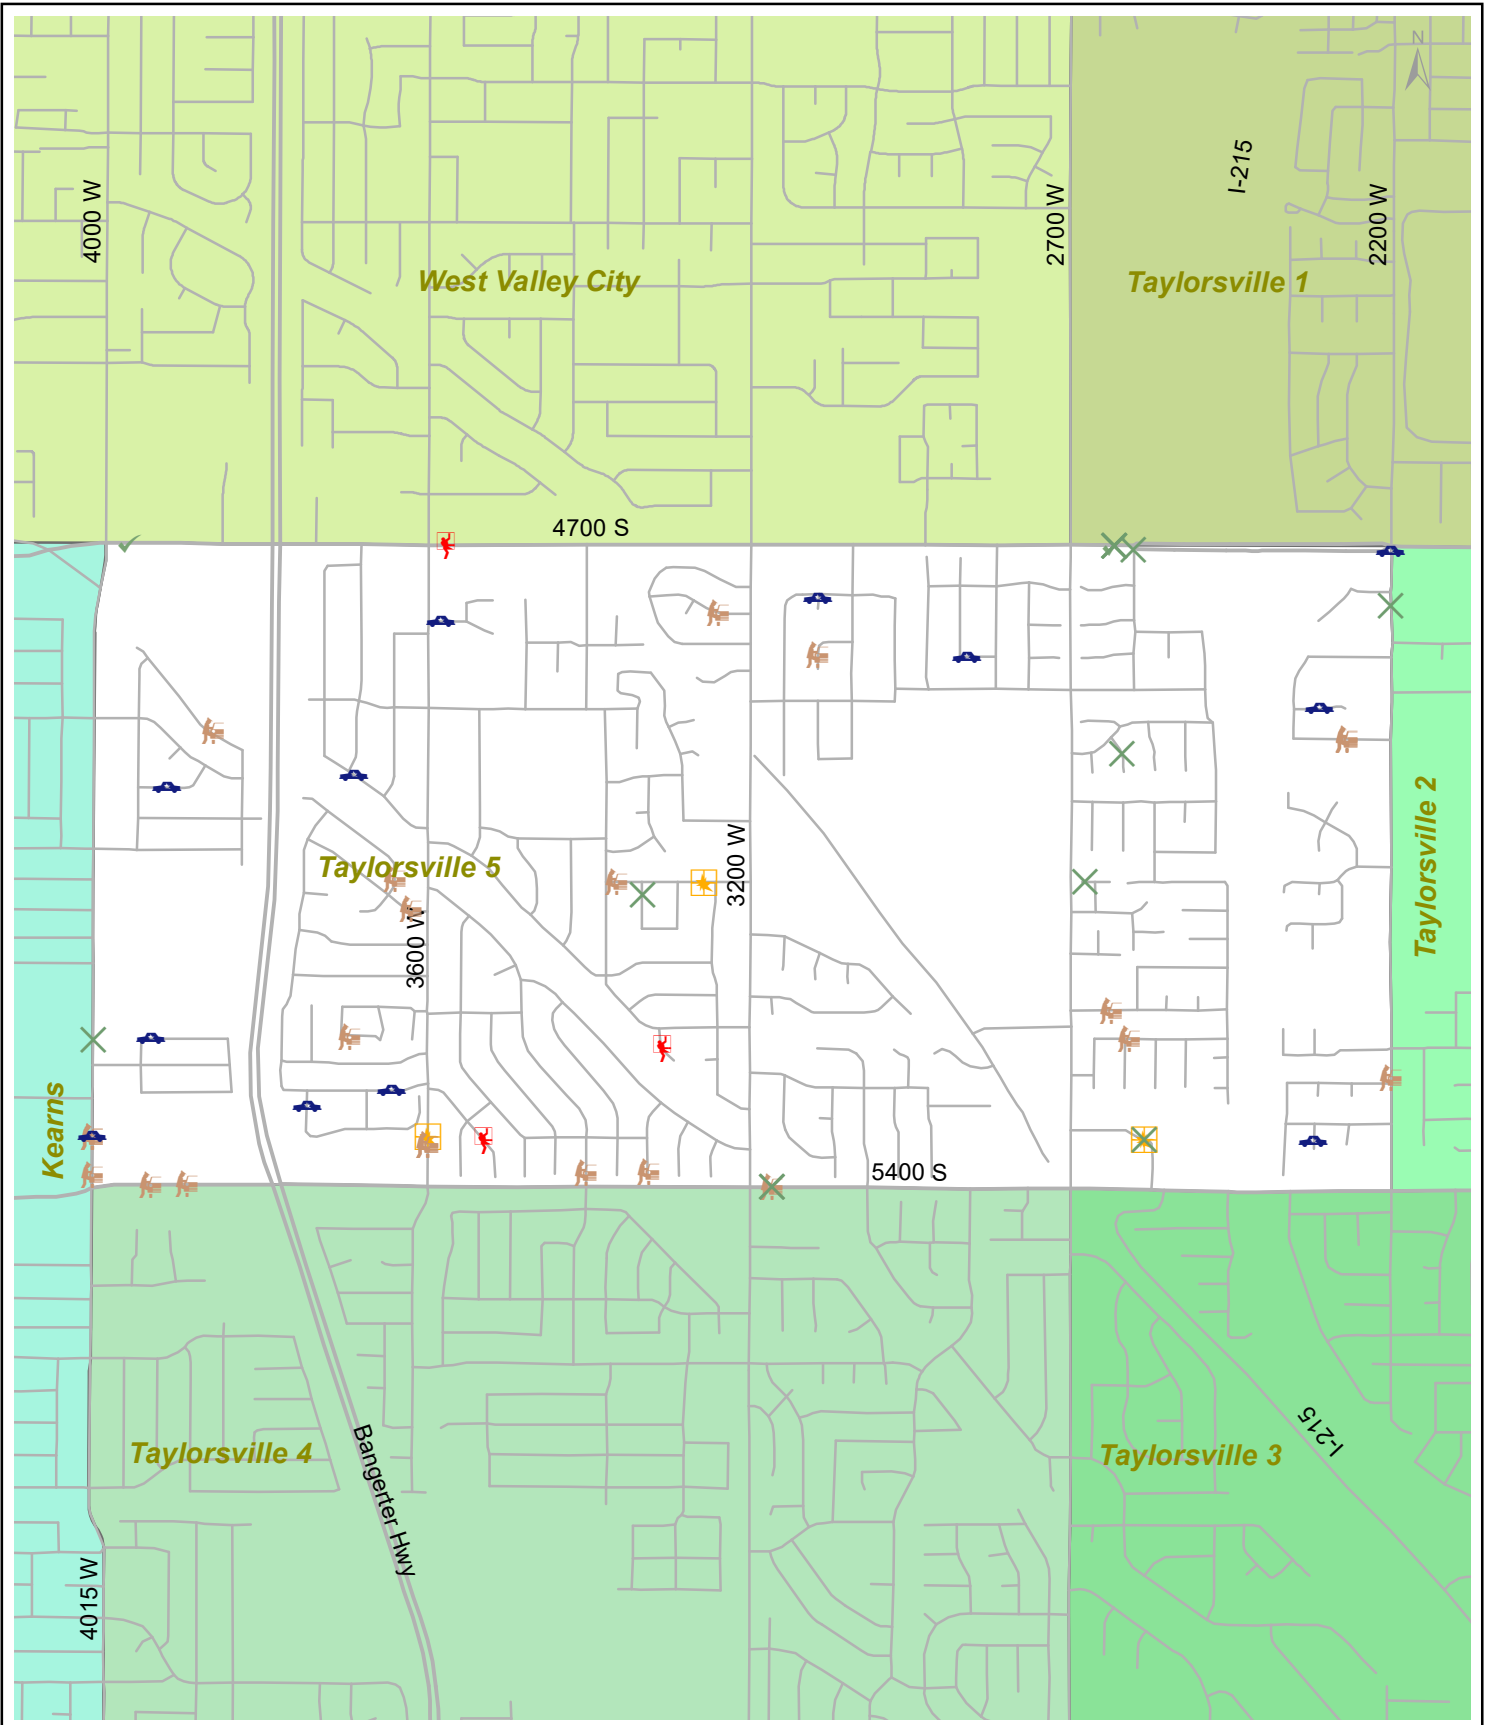 N
I-215
4000 W
2700 W
2200 W
West Valley City
Taylorsville 1
4700 S
Taylorsville 2
3200 W
Taylorsville 5
3600 W
Kearns
5400 S
I-215
Bangerter Hwy
Taylorsville 4
Taylorsville 3
4015 W